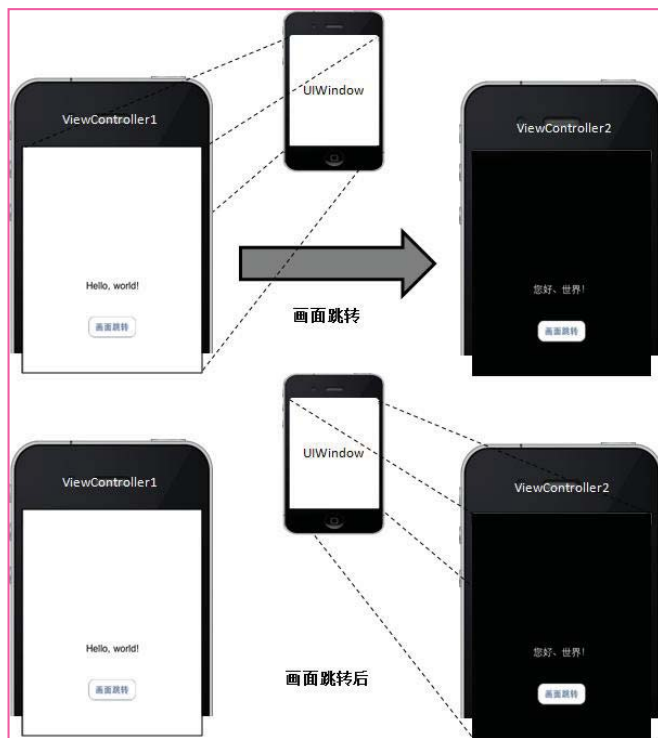 UIWindow
ViewController1
ViewController2
Hello, world!
您好、世界!
画面跳转
画面跳转
画面跳转
UIWindow
ViewController1
ViewController2
Hello, world!
您好、世界!
画面跳转后
画面跳转
画面跳转